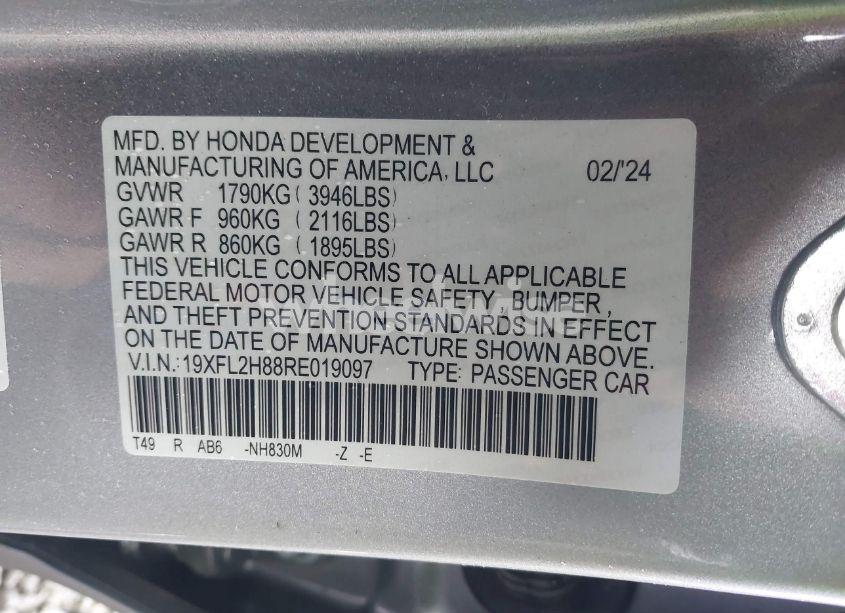 MFD. BY HONDA DEVELOPMENT &
MANUFACTURING OF AMERICA, LLC 02/'24
GVWR 1790KG ( 3946LBS)
GAWR F 960KG ( 2116LBS)
GAWR R 860KG ( 1895LBS)
THIS VEHICLE CONFORMS TO ALL APPLICABLE
FEDERAL MOTOR VEHICLE SAFETY , BUMPER ,
AND THEFT PREVENTION STANDARDS IN EFFECT
ON THE DATE OF MANUFACTURE SHOWN ABOVE.
V.I.N.:19XFL2H88RE019097 TYPE: PASSENGER CAR
T49 R AB6 -NH830M -Z -E